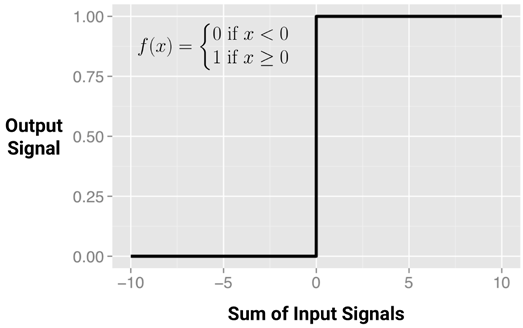 1.00
f(x) = { 0 if x < 0
1 if x ≥ 0
0.75
Output
Signal
0.50
0.25
0.00
−10 −5 0 5 10
Sum of Input Signals